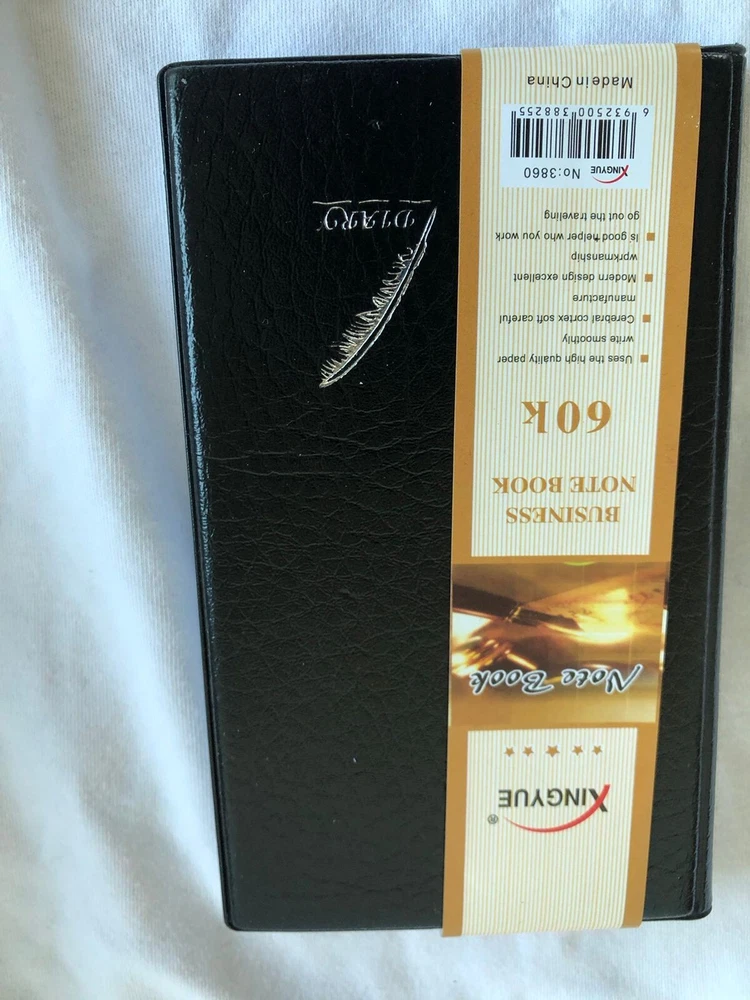 XINGYUE®
Note Book
BUSINESS
NOTE BOOK
60k
Uses the high quality paper
write smoothly
Cerebral cortex soft careful
manufacture
Modern design excellent
wprkmanship
Is good helper who you work
go out the traveling
XINGYUE No:3860
6 932500 388255
Made in China
DIARY